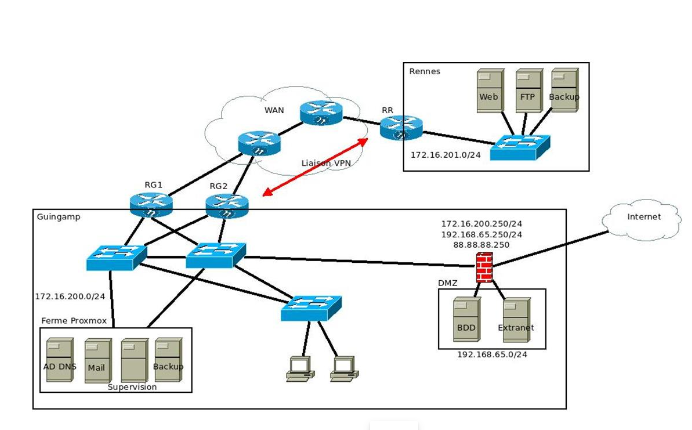 Rennes
Web
FTP
Backup
WAN
RR
172.16.201.0/24
Liaison VPN
RG1
RG2
Guingamp
172.16.200.250/24
192.168.65.250/24
88.88.88.250
Internet
172.16.200.0/24
DMZ
BDD
Extranet
192.168.65.0/24
Ferme Proxmox
AD DNS
Mail
Backup
Supervision